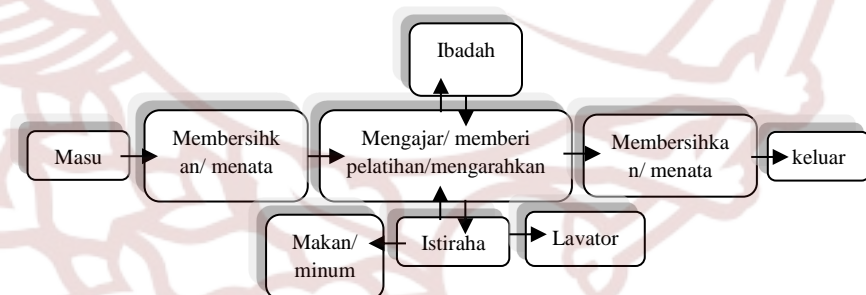 Ibadah
Masu
Membersihk
an/ menata
Mengajar/ memberi
pelatihan/mengarahkan
Membersihka
n/ menata
keluar
Makan/
minum
Istiraha
Lavator